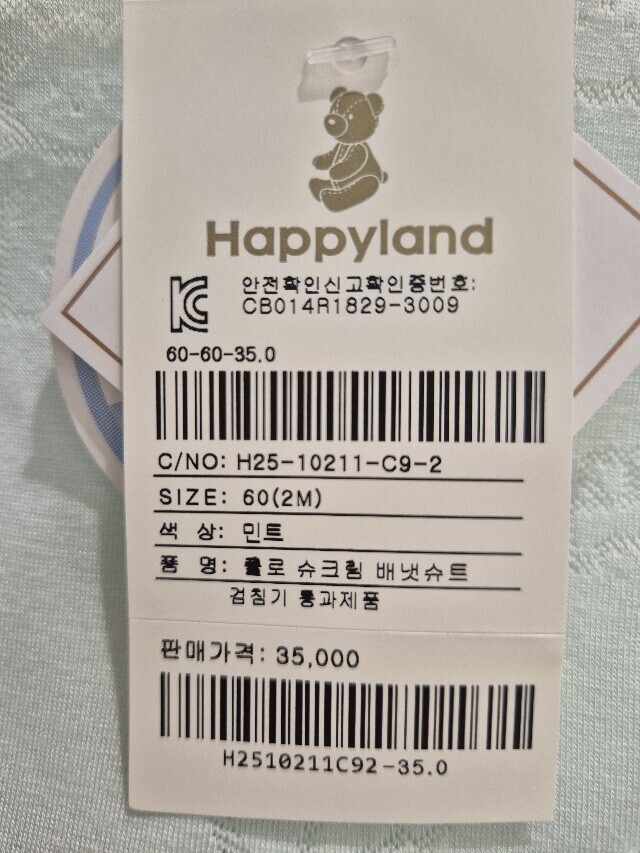 Happyland
안전확인신고확인증번호:
CB014R1829-3009
60-60-35.0
C/NO: H25-10211-C9-2
SIZE: 60(2M)
색 상: 민트
품 명: 슈크림 배냇슈트
검침기 통과제품
판매가격: 35,000
H2510211C92-35.0